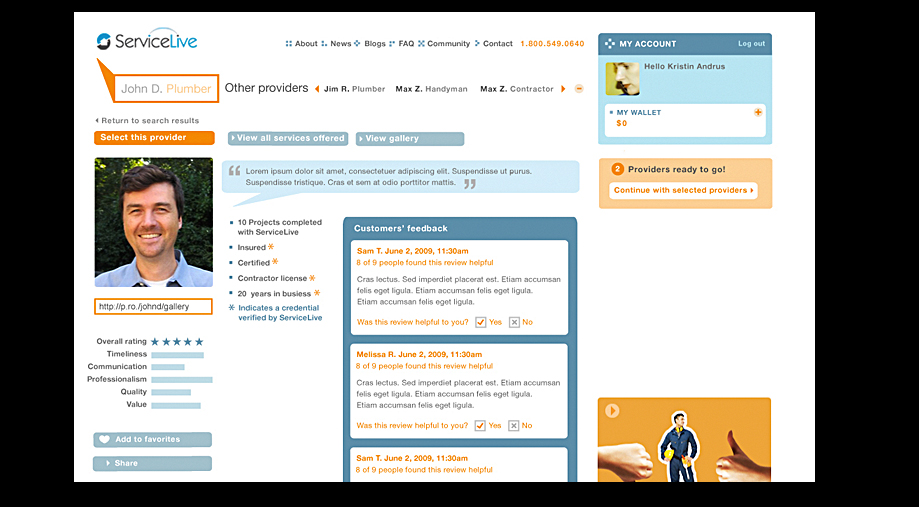 ServiceLive
About News Blogs FAQ Community Contact 1.800.549.0640
MY ACCOUNT Log out
Hello Kristin Andrus
MY WALLET
$0
John D. Plumber
Other providers Jim R. Plumber Max Z. Handyman Max Z. Contractor
Return to search results
Select this provider
View all services offered
View gallery
2 Providers ready to go!
Continue with selected providers
Lorem ipsum dolor sit amet, consectetuer adipiscing elit. Suspendisse ut purus.
Suspendisse tristique. Cras et sem at odio porttitor mattis.
10 Projects completed
with ServiceLive
Insured *
Certified *
Contractor license *
20 years in busiess *
* Indicates a credential
verified by ServiceLive
http://p.ro./johnd/gallery
Overall rating
Timeliness
Communication
Professionalism
Quality
Value
Add to favorites
Share
Customers' feedback
Sam T. June 2, 2009, 11:30am
8 of 9 people found this review helpful
Cras lectus. Sed imperdiet placerat est. Etiam accumsan
felis eget ligula. Etiam accumsan felis eget ligula.
Etiam accumsan felis eget ligula.
Was this review helpful to you? Yes No
Melissa R. June 2, 2009, 11:30am
8 of 9 people found this review helpful
Cras lectus. Sed imperdiet placerat est. Etiam accumsan
felis eget ligula. Etiam accumsan felis eget ligula.
Etiam accumsan felis eget ligula.
Was this review helpful to you? Yes No
Sam T. June 2, 2009, 11:30am
8 of 9 people found this review helpful